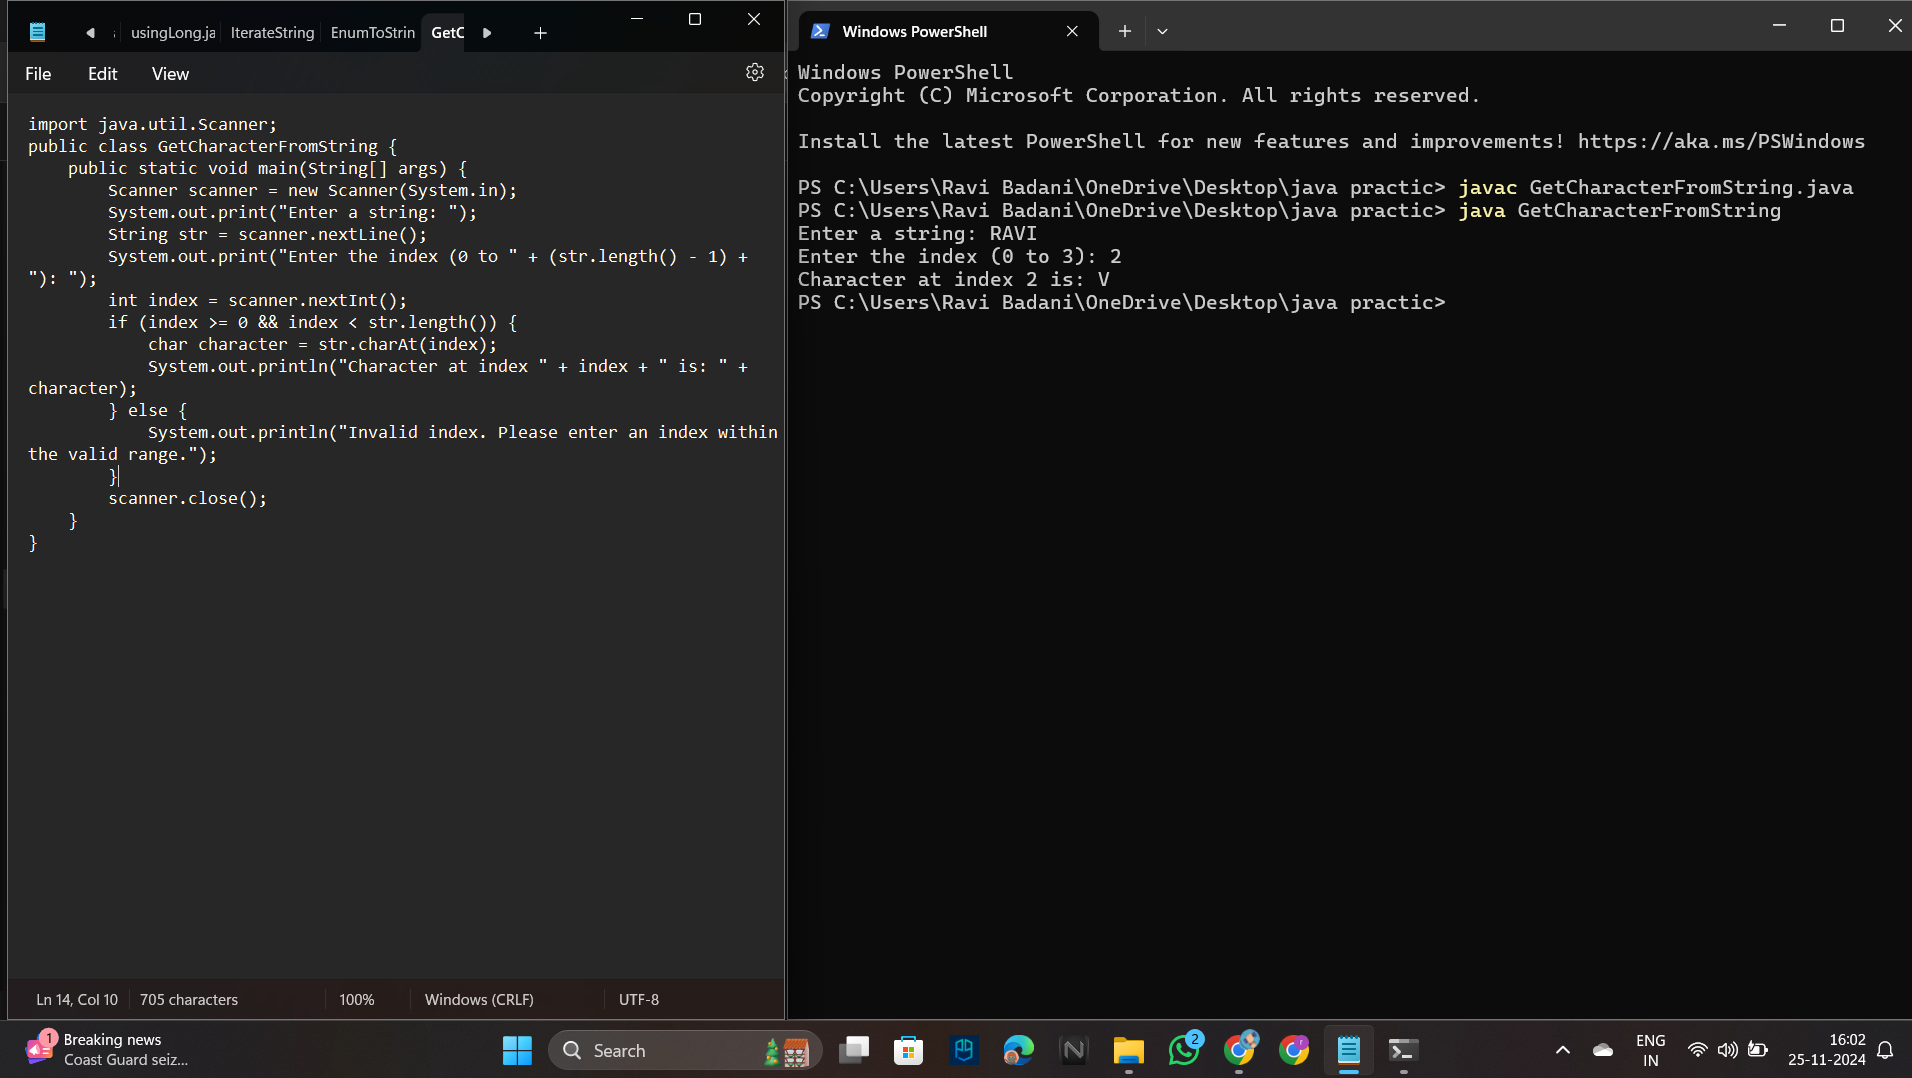 usingLong.ja IterateString EnumToStrin GetC
File Edit View
import java.util.Scanner;
public class GetCharacterFromString {
    public static void main(String[] args) {
        Scanner scanner = new Scanner(System.in);
        System.out.print("Enter a string: ");
        String str = scanner.nextLine();
        System.out.print("Enter the index (0 to " + (str.length() - 1) +
"): ");
        int index = scanner.nextInt();
        if (index >= 0 && index < str.length()) {
            char character = str.charAt(index);
            System.out.println("Character at index " + index + " is: " +
character);
        } else {
            System.out.println("Invalid index. Please enter an index within
the valid range.");
        }
        scanner.close();
    }
}
Ln 14, Col 10 705 characters 100% Windows (CRLF) UTF-8
Windows PowerShell
Windows PowerShell
Copyright (C) Microsoft Corporation. All rights reserved.
Install the latest PowerShell for new features and improvements! https://aka.ms/PSWindows
PS C:\Users\Ravi Badani\OneDrive\Desktop\java practic> javac GetCharacterFromString.java
PS C:\Users\Ravi Badani\OneDrive\Desktop\java practic> java GetCharacterFromString
Enter a string: RAVI
Enter the index (0 to 3): 2
Character at index 2 is: V
PS C:\Users\Ravi Badani\OneDrive\Desktop\java practic>
1
Breaking news
Coast Guard seiz...
Search
2
ENG
IN
16:02
25-11-2024